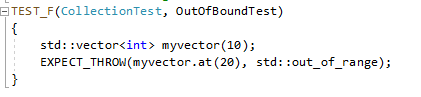 TEST_F(CollectionTest, OutOfBoundTest)
{
    std::vector<int> myvector(10);
    EXPECT_THROW(myvector.at(20), std::out_of_range);
}